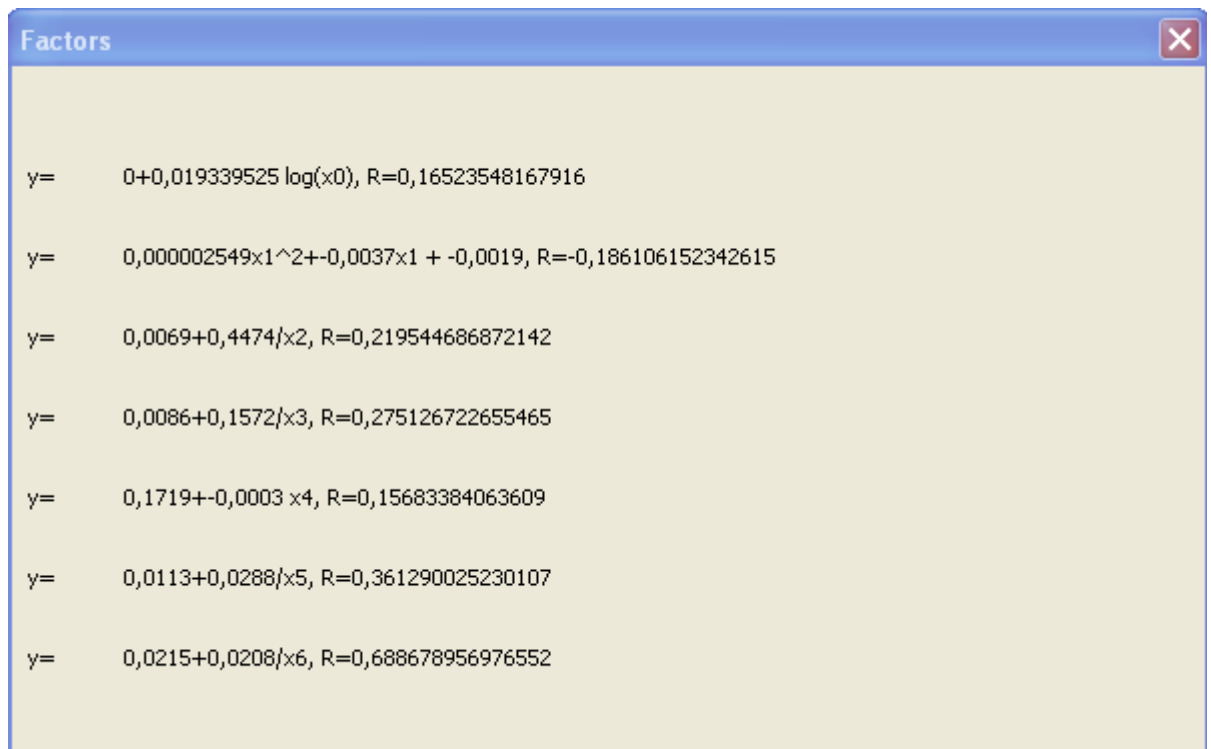 Factors
y= 0+0,019339525 log(x0), R=0,16523548167916
y= 0,000002549x1^2+-0,0037x1 + -0,0019, R=-0,186106152342615
y= 0,0069+0,4474/x2, R=0,219544686872142
y= 0,0086+0,1572/x3, R=0,275126722655465
y= 0,1719+-0,0003 x4, R=0,15683384063609
y= 0,0113+0,0288/x5, R=0,361290025230107
y= 0,0215+0,0208/x6, R=0,688678956976552